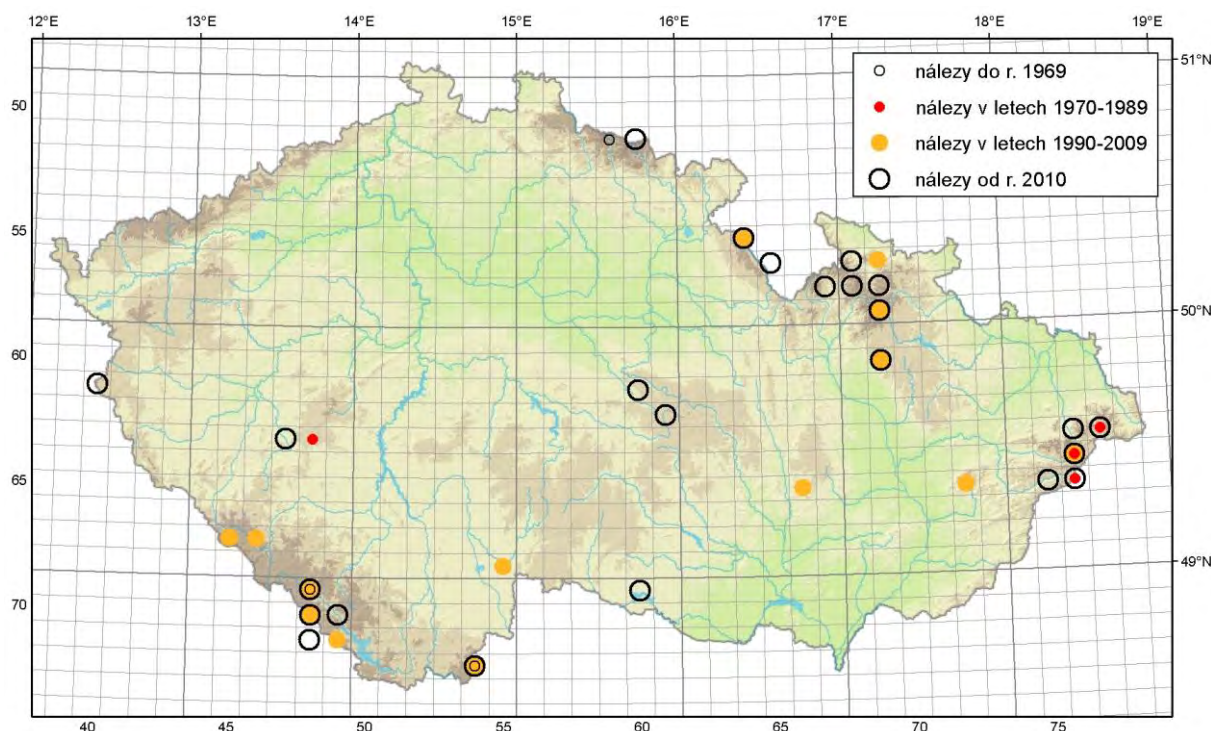 12°E 13°E 14°E 15°E 16°E 17°E 18°E 19°E
51°N
nálezy do r. 1969
nálezy v letech 1970-1989
nálezy v letech 1990-2009
nálezy od r. 2010
50
55
50°N
60
65
49°N
70
40 45 50 55 60 65 70 75